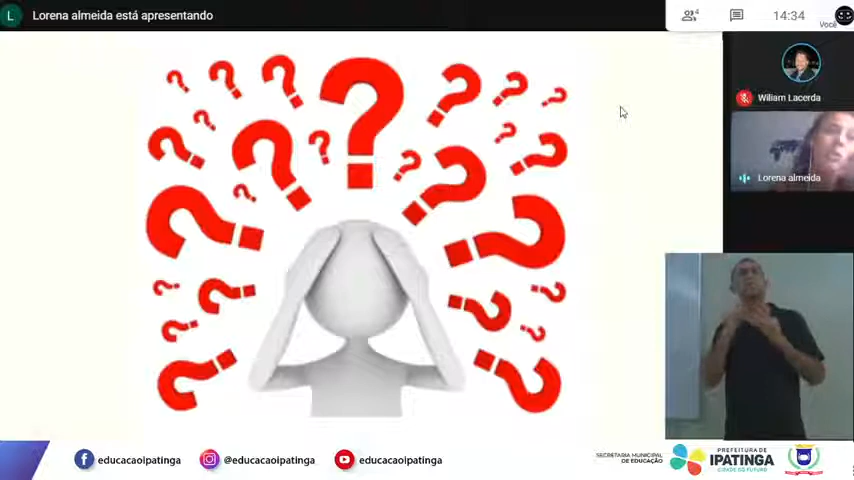 L
Lorena almeida está apresentando
4
14:34
Você
Wiliam Lacerda
Lorena almeida
educacaoipatinga
@educacaoipatinga
educacaoipatinga
SECRETARIA MUNICIPAL
DE EDUCAÇÃO
PREFEITURA DE
IPATINGA
CIDADE DO FUTURO